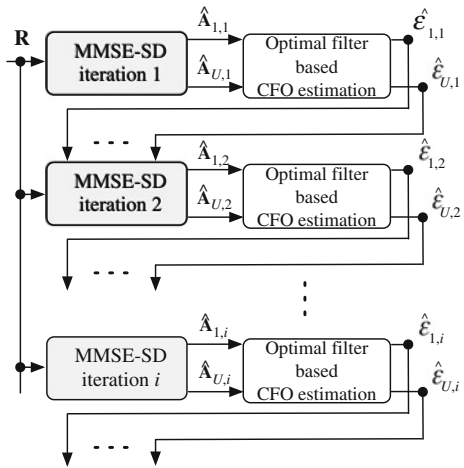 R
MMSE-SD
iteration 1
Â1,1
ÂU,1
Optimal filter
based
CFO estimation
ε̂1,1
ε̂U,1
MMSE-SD
iteration 2
Â1,2
ÂU,2
Optimal filter
based
CFO estimation
ε̂1,2
ε̂U,2
MMSE-SD
iteration i
Â1,i
ÂU,i
Optimal filter
based
CFO estimation
ε̂1,i
ε̂U,i